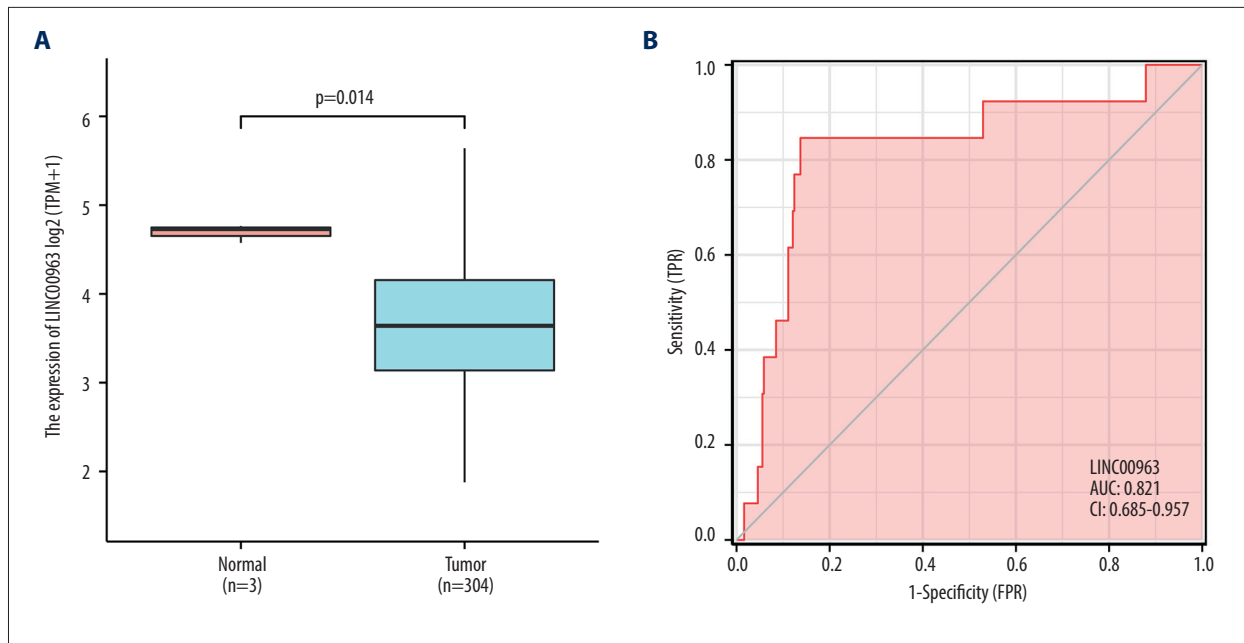 A
The expression of LINC00963 log2 (TPM+1)
6
5
4
3
2
p=0.014
Normal
(n=3)
Tumor
(n=304)
B
Sensitivity (TPR)
1.0
0.8
0.6
0.4
0.2
0.0
LINC00963
AUC: 0.821
CI: 0.685-0.957
0.0
0.2
0.4
0.6
0.8
1.0
1-Specificity (FPR)